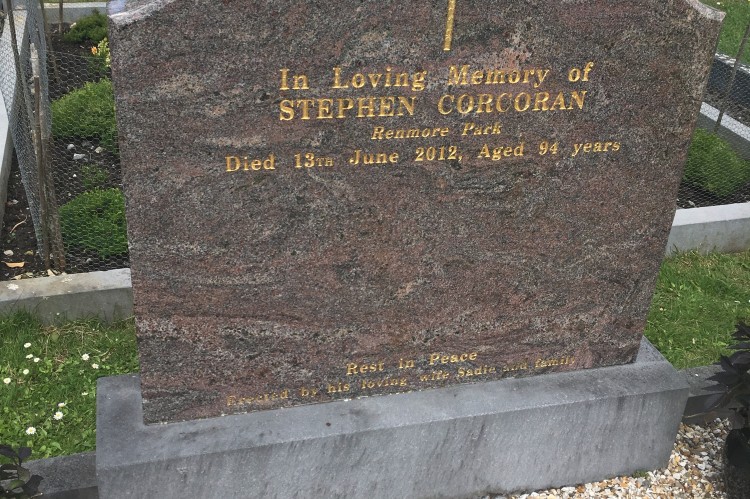 In Loving Memory of
STEPHEN CORCORAN
Renmore Park
Died 13TH June 2012, Aged 94 years
Rest in Peace
Erected by his loving wife Sadie and family